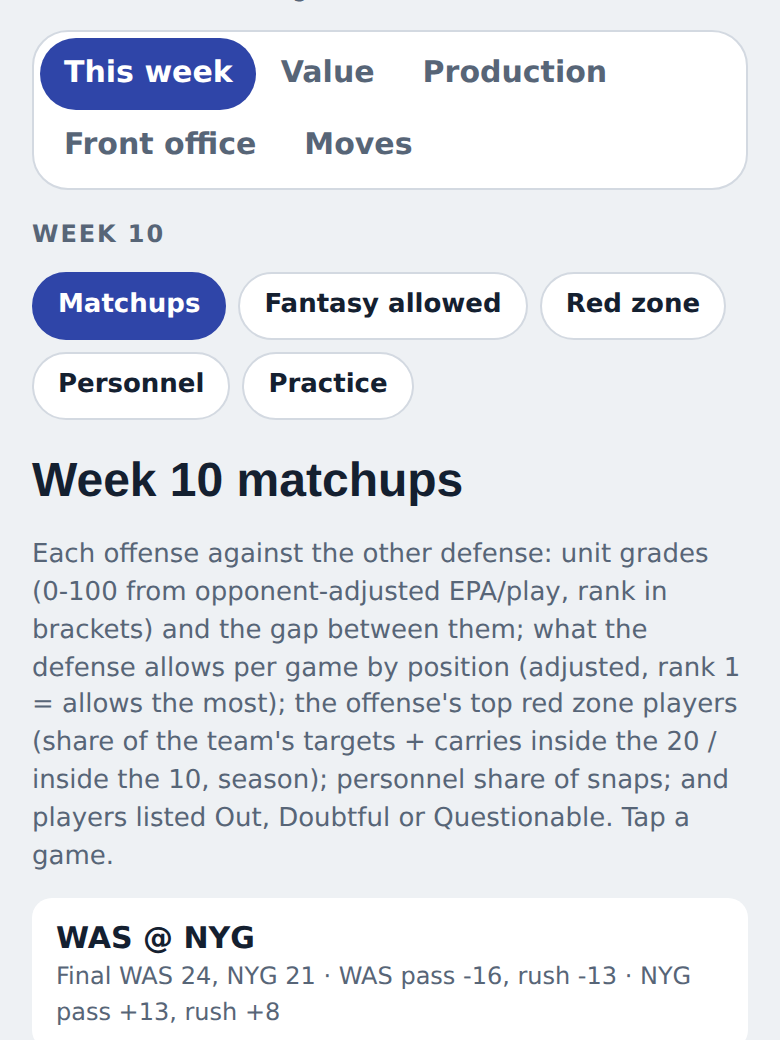 This week Value Production
Front office Moves
WEEK 10
Matchups Fantasy allowed Red zone
Personnel Practice
Week 10 matchups
Each offense against the other defense: unit grades
(0-100 from opponent-adjusted EPA/play, rank in
brackets) and the gap between them; what the
defense allows per game by position (adjusted, rank 1
= allows the most); the offense's top red zone players
(share of the team's targets + carries inside the 20 /
inside the 10, season); personnel share of snaps; and
players listed Out, Doubtful or Questionable. Tap a
game.
WAS @ NYG
Final WAS 24, NYG 21 · WAS pass -16, rush -13 · NYG
pass +13, rush +8